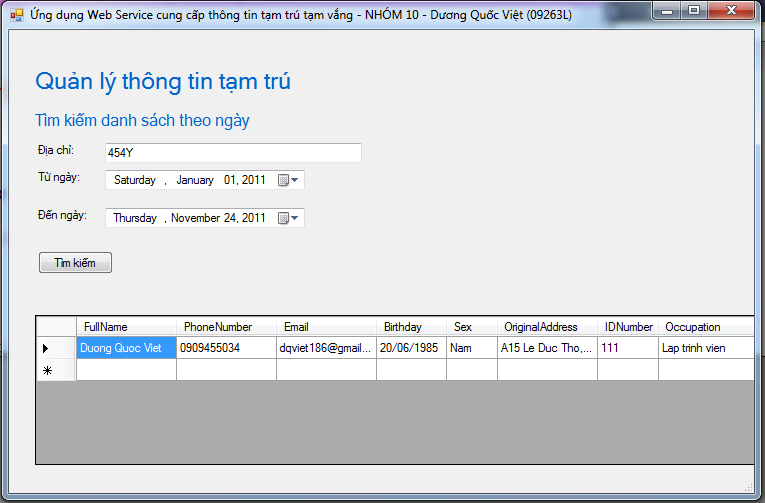 Ứng dụng Web Service cung cấp thông tin tạm trú tạm vắng - NHÓM 10 - Dương Quốc Việt (09263L)
Quản lý thông tin tạm trú
Tìm kiếm danh sách theo ngày
Địa chỉ: 454Y
Từ ngày: Saturday , January 01, 2011
Đến ngày: Thursday , November 24, 2011
Tìm kiếm
FullName PhoneNumber Email Birthday Sex OriginalAddress IDNumber Occupation
Duong Quoc Viet 0909455034 dqviet186@gmail... 20/06/1985 Nam A15 Le Duc Tho,... 111 Lap trinh vien